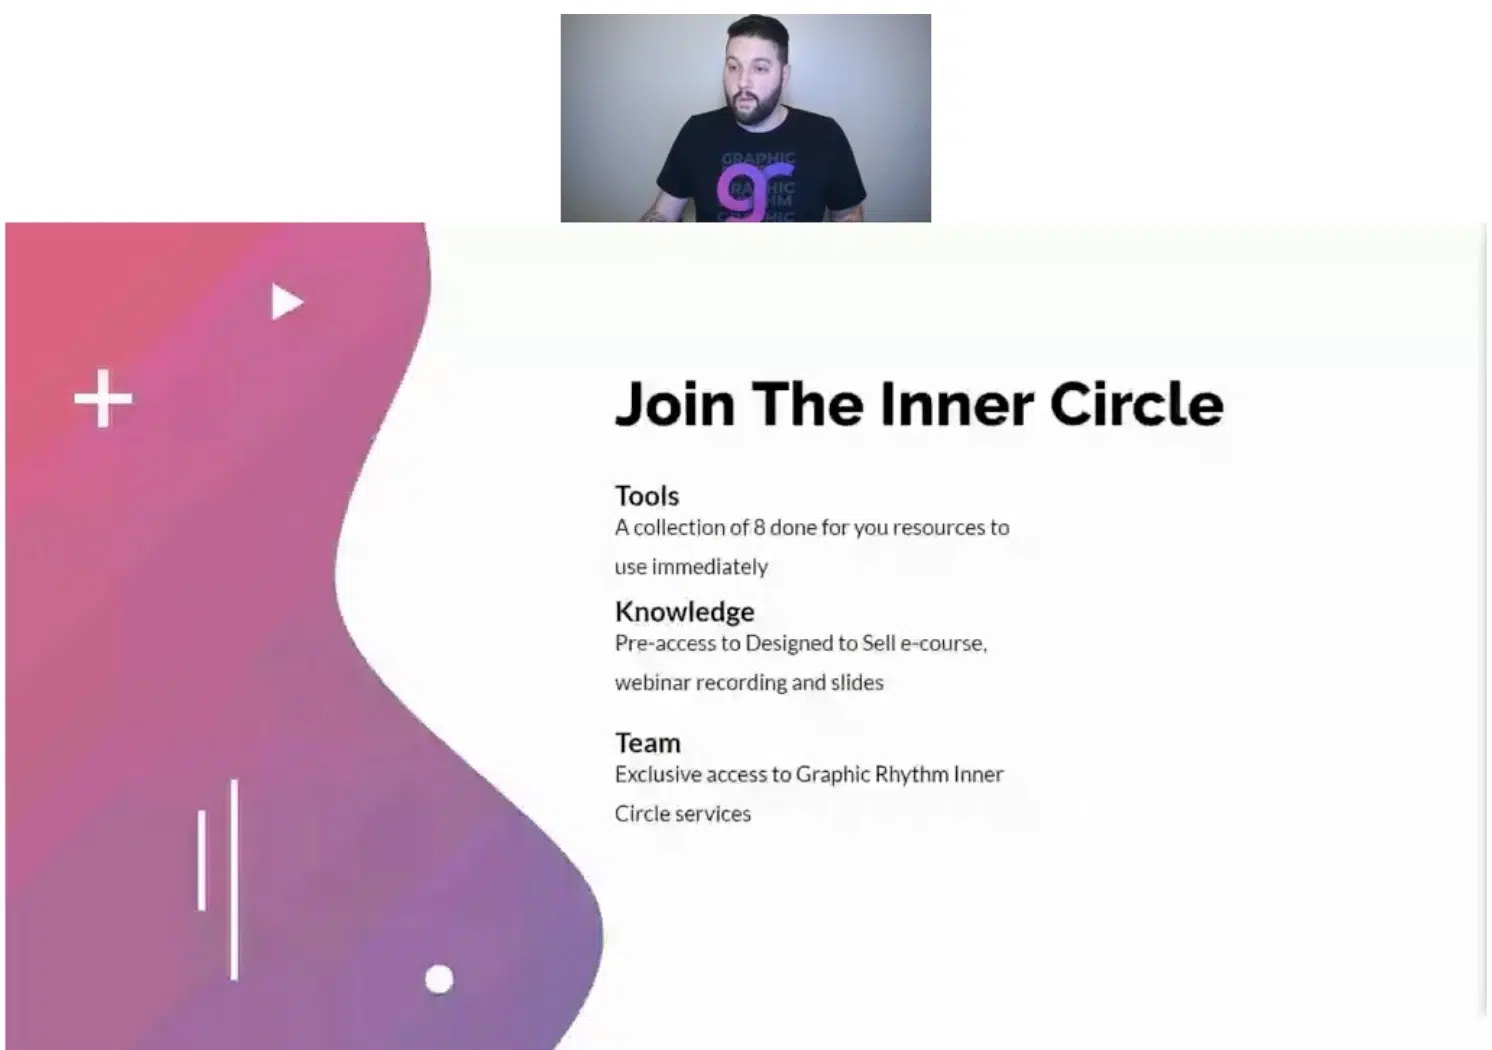 GRAPHIC
gr
Join The Inner Circle
Tools
A collection of 8 done for you resources to
use immediately
Knowledge
Pre-access to Designed to Sell e-course,
webinar recording and slides
Team
Exclusive access to Graphic Rhythm Inner
Circle services